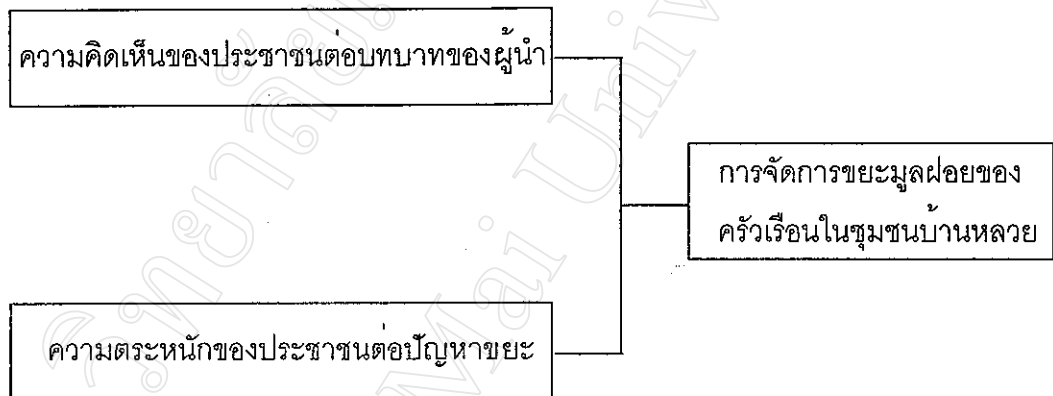 ความคิดเห็นของประชาชนต่อบทบาทของผู้นำ
การจัดการขยะมูลฝอยของ
ครัวเรือนในชุมชนบ้านหลวย
ความตระหนักของประชาชนต่อปัญหาขยะ